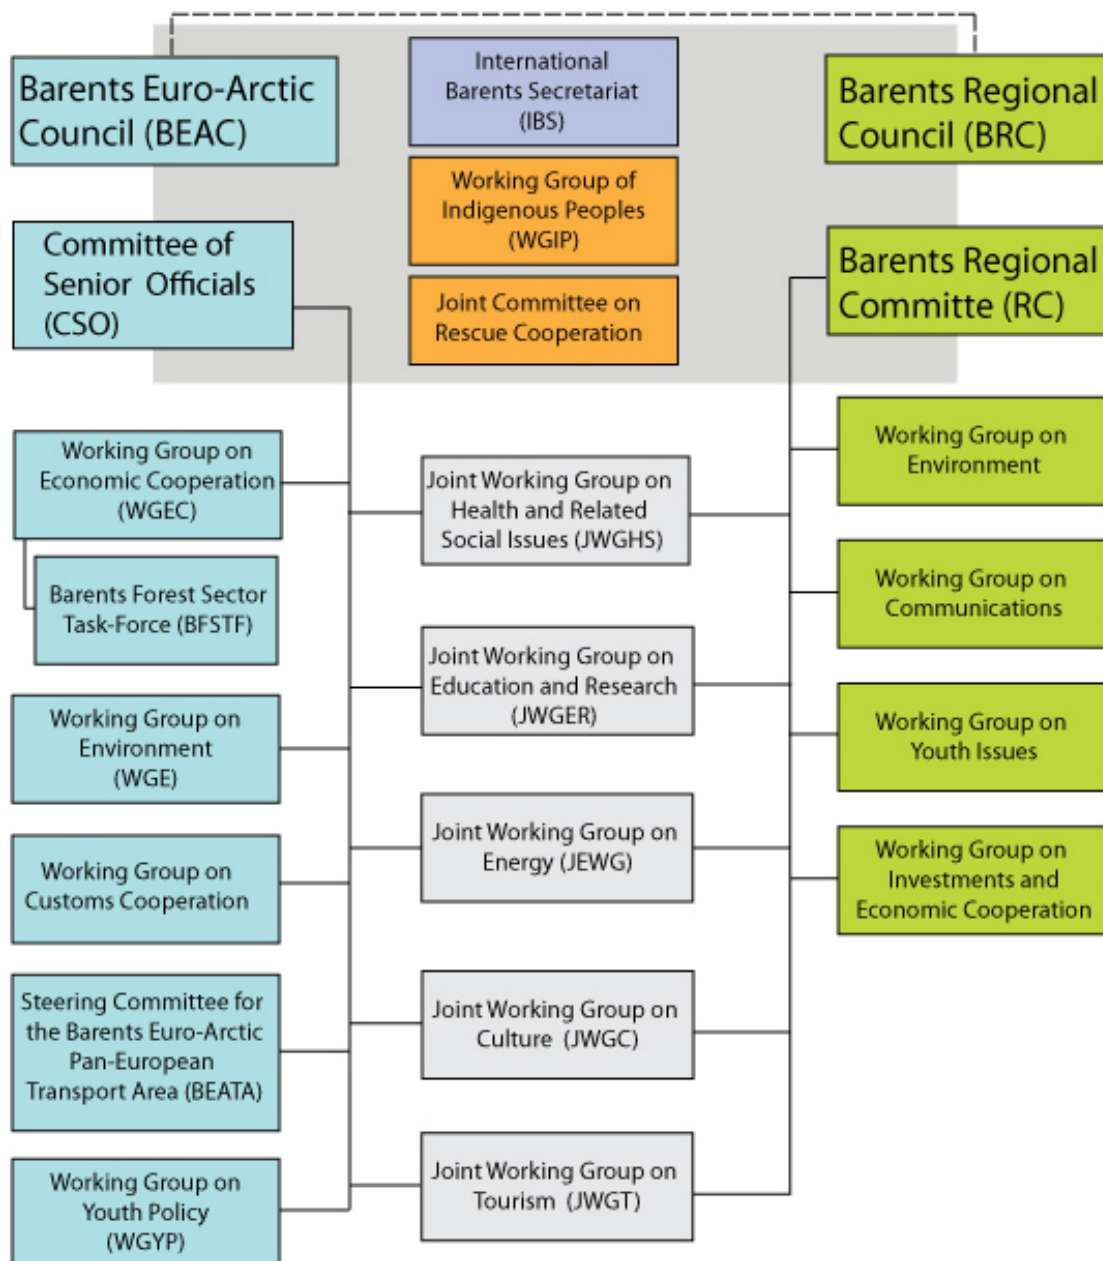 Barents Euro-Arctic
Council (BEAC)
International
Barents Secretariat
(IBS)
Barents Regional
Council (BRC)
Working Group of
Indigenous Peoples
(WGIP)
Committee of
Senior Officials
(CSO)
Joint Committee on
Rescue Cooperation
Barents Regional
Committe (RC)
Working Group on
Economic Cooperation
(WGEC)
Barents Forest Sector
Task-Force (BFSTF)
Working Group on
Environment
(WGE)
Working Group on
Customs Cooperation
Steering Committee for
the Barents Euro-Arctic
Pan-European
Transport Area (BEATA)
Working Group on
Youth Policy
(WGYP)
Joint Working Group on
Health and Related
Social Issues (JWGHS)
Joint Working Group on
Education and Research
(JWGER)
Joint Working Group on
Energy (JEWG)
Joint Working Group on
Culture (JWGC)
Joint Working Group on
Tourism (JWGT)
Working Group on
Environment
Working Group on
Communications
Working Group on
Youth Issues
Working Group on
Investments and
Economic Cooperation